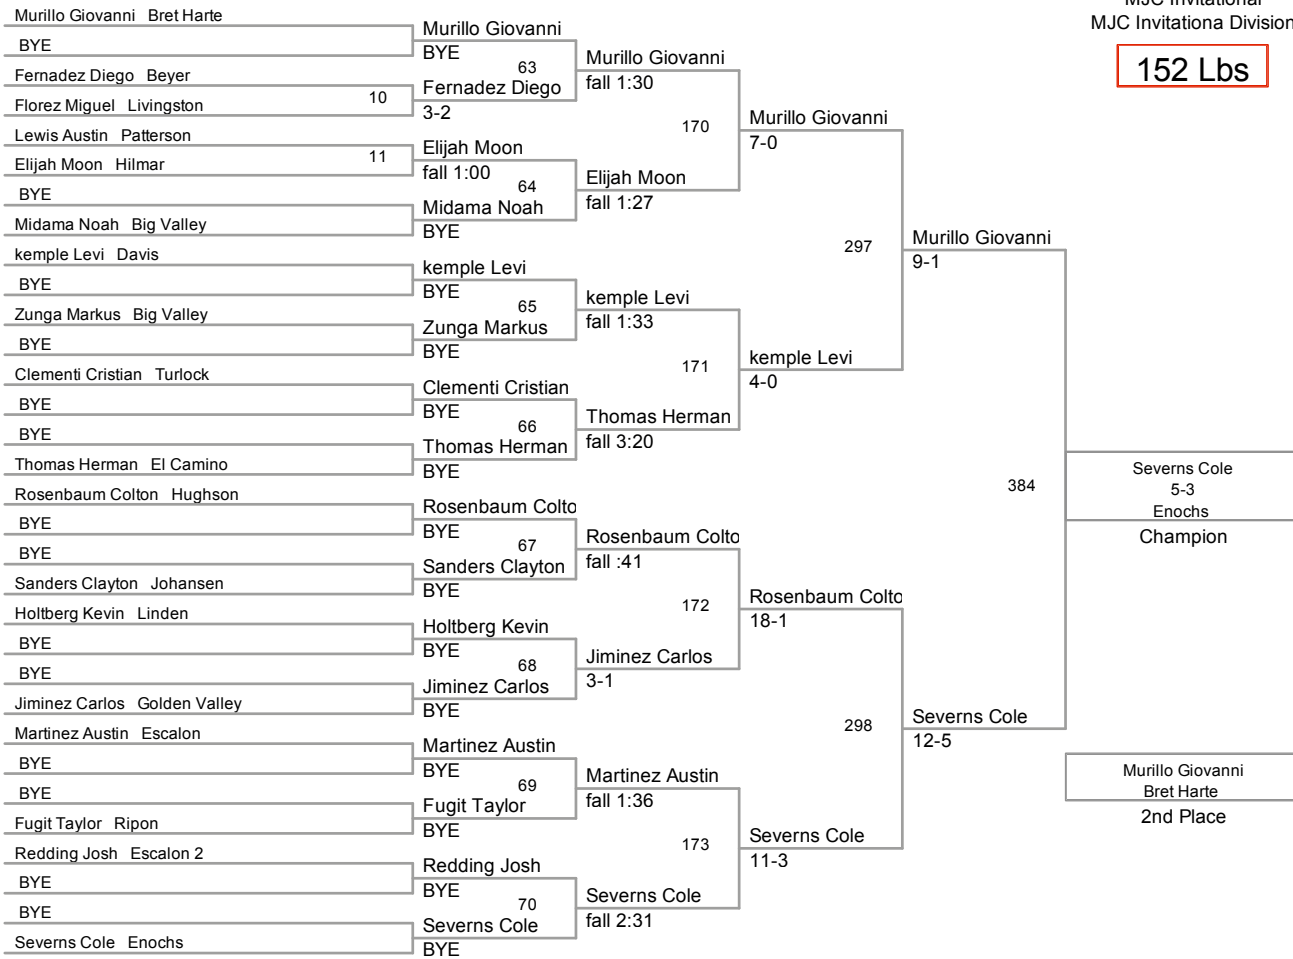 MJC Invitational
MJC Invitationa Division
152 Lbs
Murillo Giovanni Bret Harte
BYE
Fernadez Diego Beyer
Florez Miguel Livingston
Lewis Austin Patterson
Elijah Moon Hilmar
BYE
Midama Noah Big Valley
kemple Levi Davis
BYE
Zunga Markus Big Valley
BYE
Clementi Cristian Turlock
BYE
BYE
Thomas Herman El Camino
Rosenbaum Colton Hughson
BYE
BYE
Sanders Clayton Johansen
Holtberg Kevin Linden
BYE
BYE
Jiminez Carlos Golden Valley
Martinez Austin Escalon
BYE
BYE
Fugit Taylor Ripon
Redding Josh Escalon 2
BYE
BYE
Severns Cole Enochs
10
11
Murillo Giovanni
BYE
63
Fernadez Diego
3-2
Elijah Moon
fall 1:00
64
Midama Noah
BYE
kemple Levi
BYE
65
Zunga Markus
BYE
Clementi Cristian
BYE
66
Thomas Herman
BYE
Rosenbaum Colto
BYE
67
Sanders Clayton
BYE
Holtberg Kevin
BYE
68
Jiminez Carlos
BYE
Martinez Austin
BYE
69
Fugit Taylor
BYE
Redding Josh
BYE
70
Severns Cole
BYE
Murillo Giovanni
fall 1:30
170
Elijah Moon
fall 1:27
kemple Levi
fall 1:33
171
Thomas Herman
fall 3:20
Rosenbaum Colto
fall :41
172
Jiminez Carlos
3-1
Martinez Austin
fall 1:36
173
Severns Cole
fall 2:31
Murillo Giovanni
7-0
297
kemple Levi
4-0
Rosenbaum Colto
18-1
298
Severns Cole
11-3
Murillo Giovanni
9-1
384
Severns Cole
12-5
Severns Cole
5-3
Enochs
Champion
Murillo Giovanni
Bret Harte
2nd Place